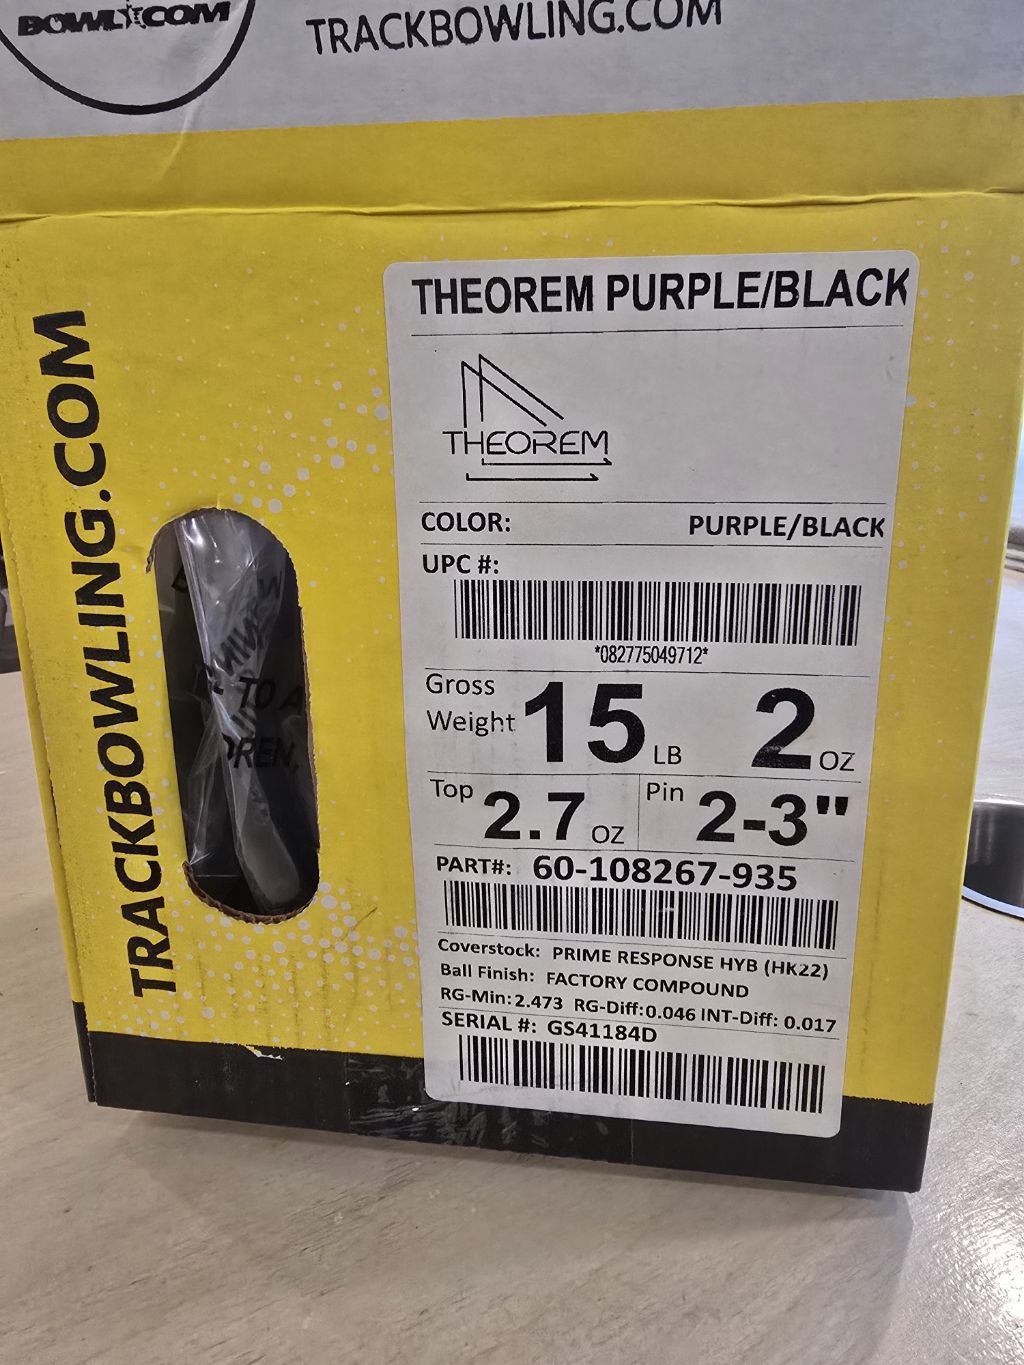 BOWL.COM
TRACKBOWLING.COM
TRACKBOWLING.COM
THEOREM PURPLE/BLACK
THEOREM
COLOR: PURPLE/BLACK
UPC #:
*082775049712*
Gross Weight 15 LB 2 OZ
Top 2.7 OZ Pin 2-3"
PART#: 60-108267-935
Coverstock: PRIME RESPONSE HYB (HK22)
Ball Finish: FACTORY COMPOUND
RG-Min: 2.473 RG-Diff: 0.046 INT-Diff: 0.017
SERIAL #: GS41184D
TO A